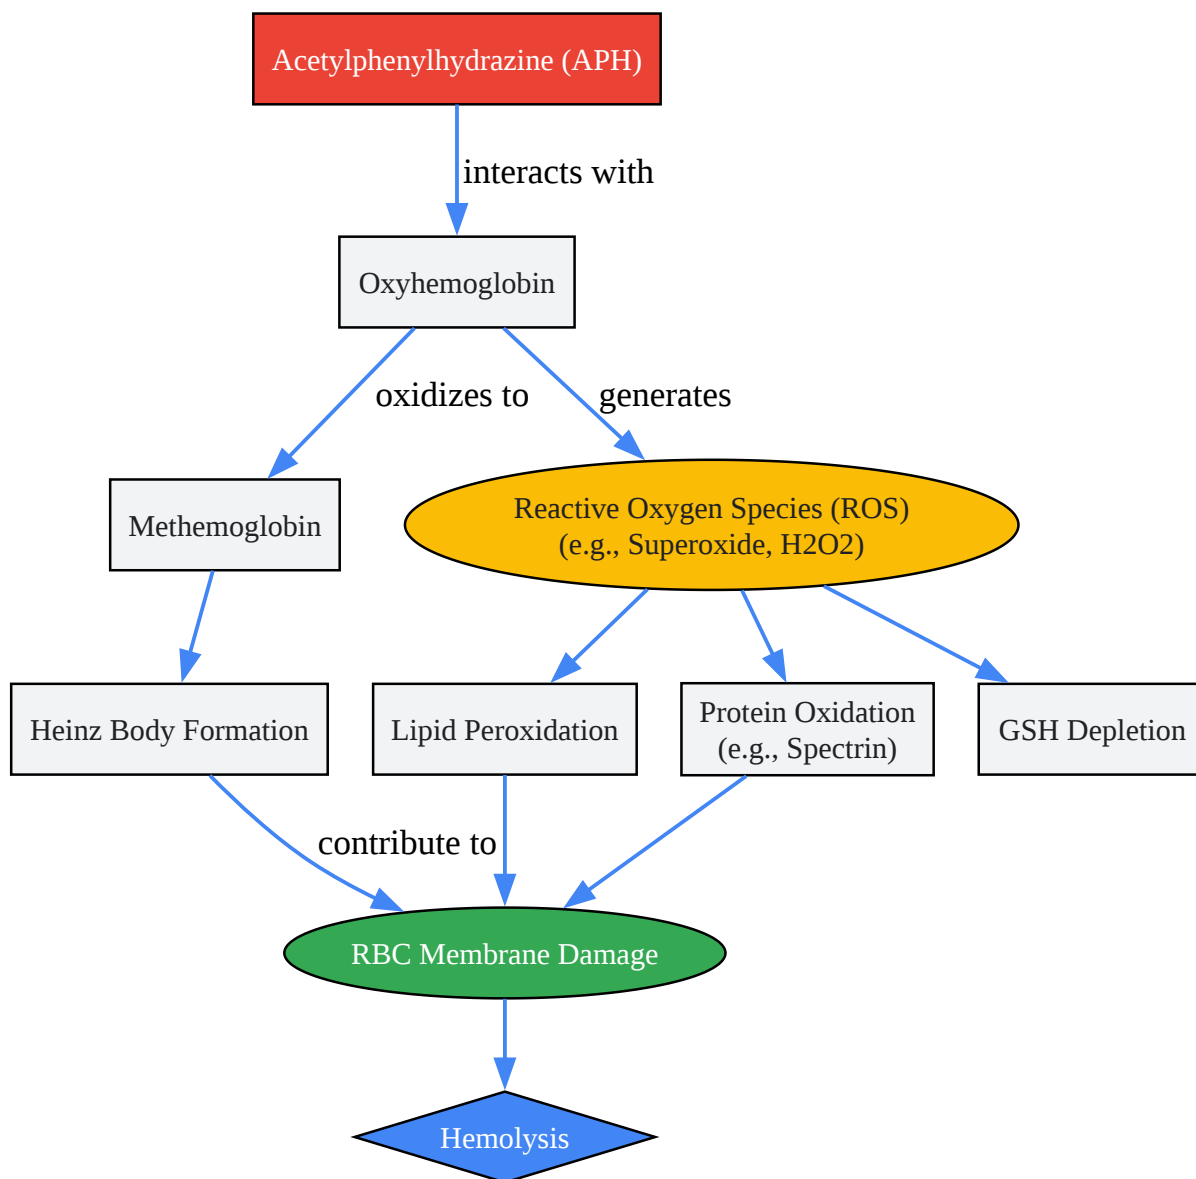 Acetylphenylhydrazine (APH)
interacts with
Oxyhemoglobin
oxidizes to
generates
Methemoglobin
Reactive Oxygen Species (ROS)
(e.g., Superoxide, H2O2)
Heinz Body Formation
Lipid Peroxidation
Protein Oxidation
(e.g., Spectrin)
GSH Depletion
contribute to
RBC Membrane Damage
Hemolysis